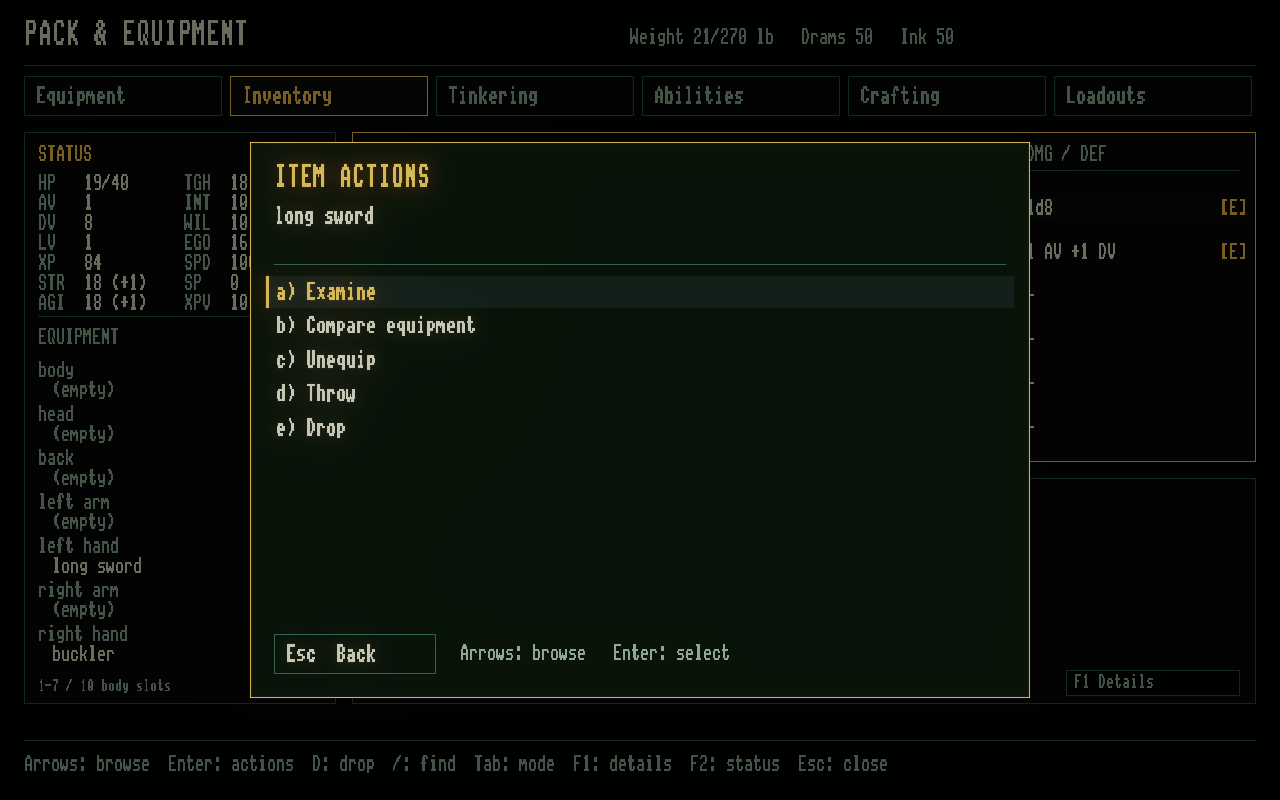 PACK & EQUIPMENT
Weight 21/270 lb Drams 50 Ink 50
Equipment Inventory Tinkering Abilities Crafting Loadouts
STATUS
HP 19/40 TGH 18
AV 1 INT 10
DV 8 WIL 10
LV 1 EGO 16
XP 84 SPD 10
STR 18 (+1) SP 0
AGI 18 (+1) XPV 10
EQUIPMENT
body
(empty)
head
(empty)
back
(empty)
left arm
(empty)
left hand
long sword
right arm
(empty)
right hand
buckler
1-7 / 10 body slots
ITEM ACTIONS
long sword
a) Examine
b) Compare equipment
c) Unequip
d) Throw
e) Drop
Esc Back Arrows: browse Enter: select
DMG / DEF
1d8 [E]
1 AV +1 DV [E]
F1 Details
Arrows: browse Enter: actions D: drop /: find Tab: mode F1: details F2: status Esc: close